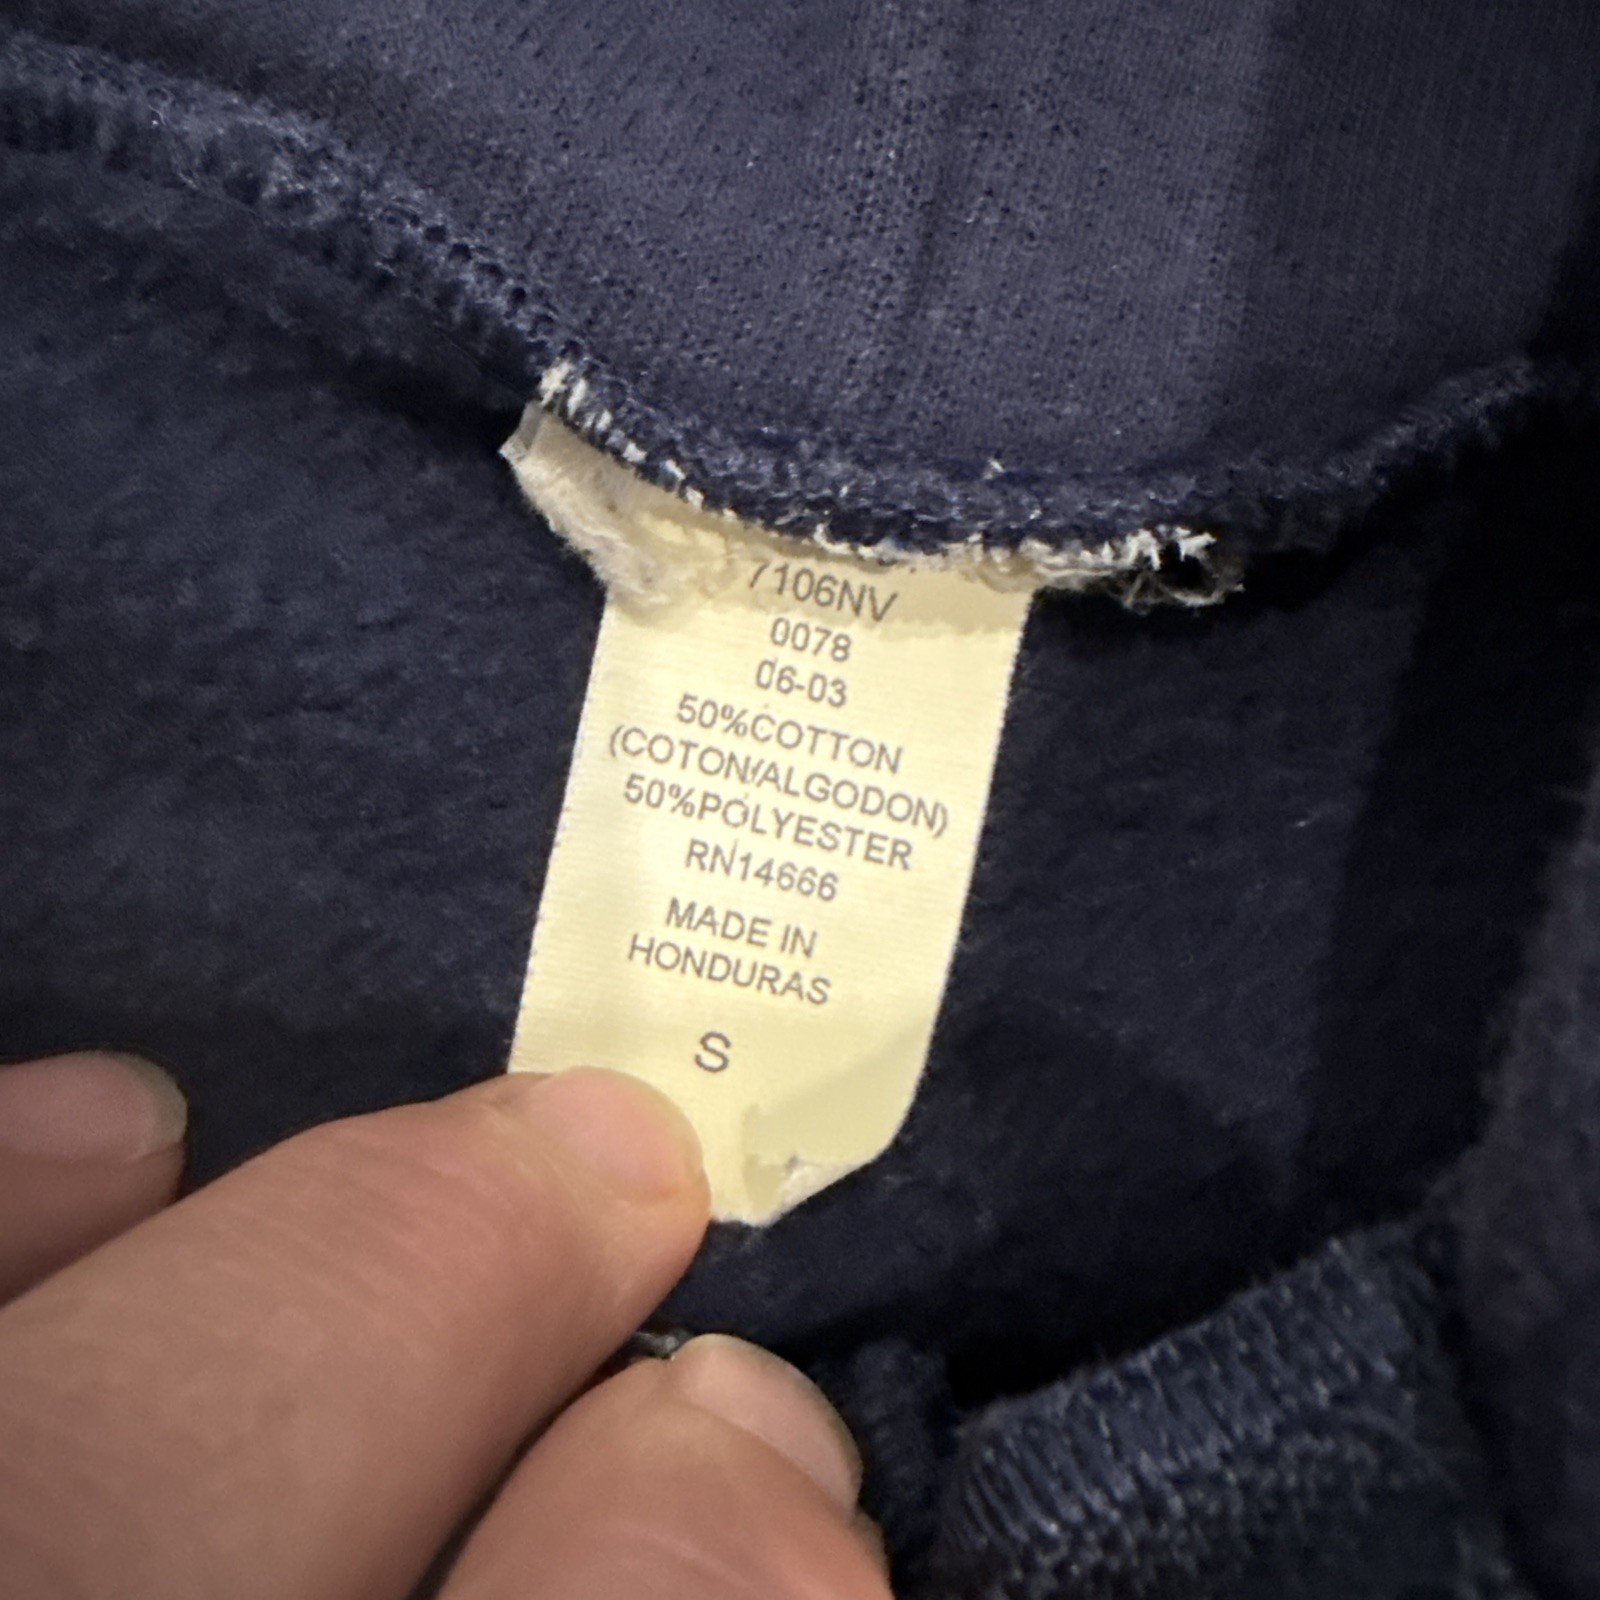 7106NV
0078
06-03
50%COTTON
(COTON/ALGODON)
50%POLYESTER
RN14666
MADE IN
HONDURAS
S